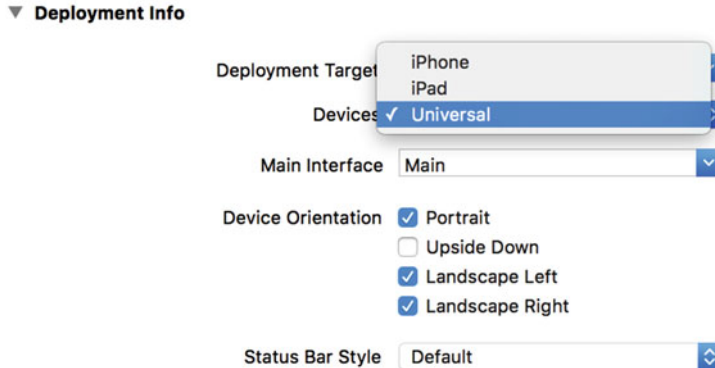 Deployment Info
Deployment Target
iPhone
iPad
Devices ✓ Universal
Main Interface Main
Device Orientation Portrait
Upside Down
Landscape Left
Landscape Right
Status Bar Style Default